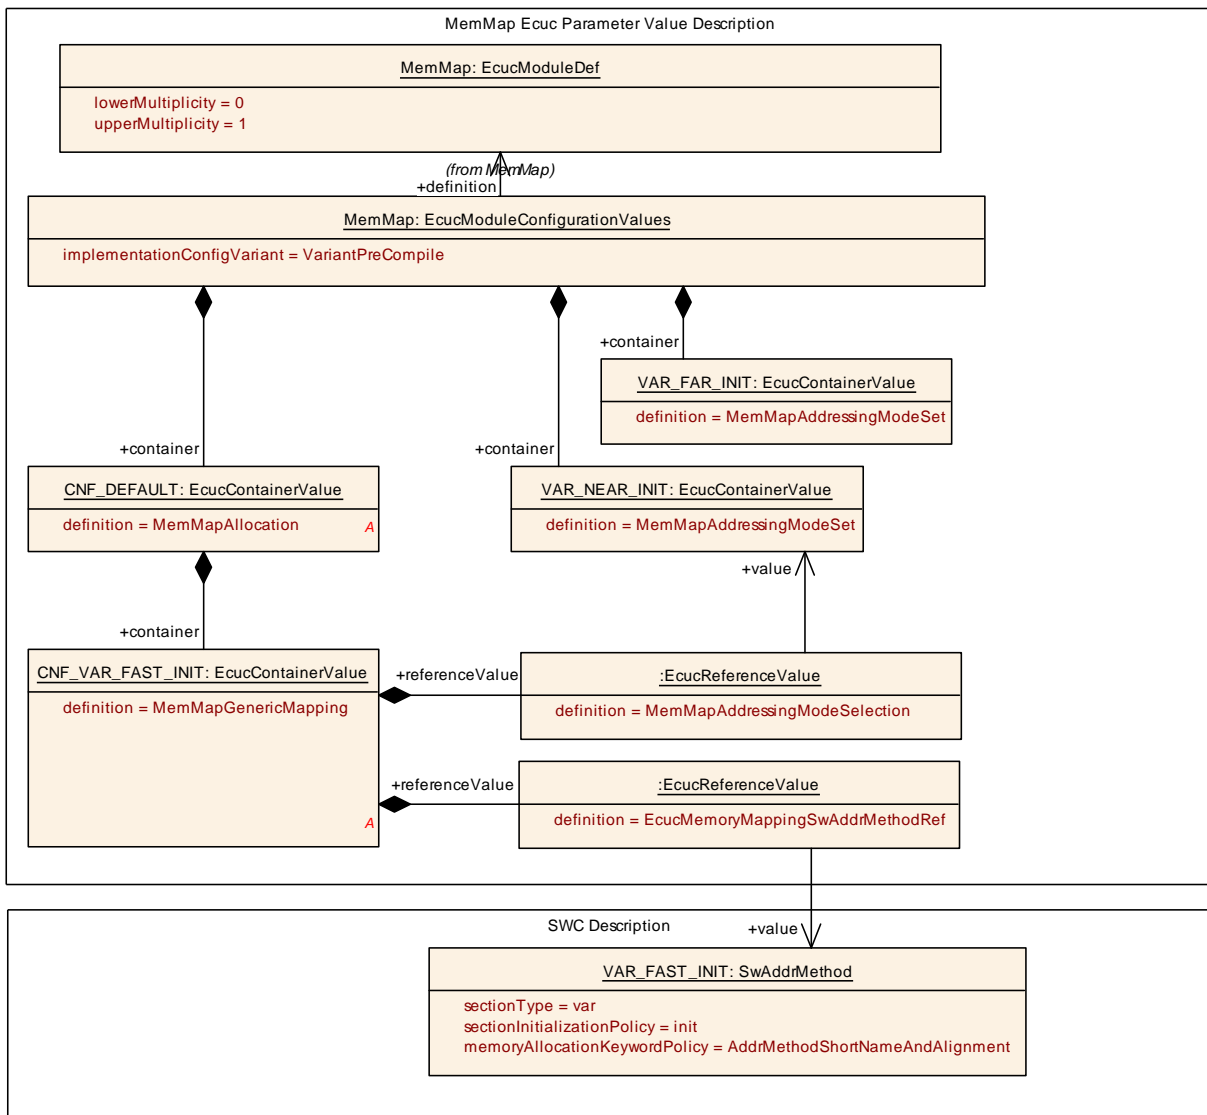 MemMap Ecuc Parameter Value Description
MemMap: EcucModuleDef
lowerMultiplicity = 0
upperMultiplicity = 1
(from MemMap)
+definition
MemMap: EcucModuleConfigurationValues
implementationConfigVariant = VariantPreCompile
+container
VAR_FAR_INIT: EcucContainerValue
definition = MemMapAddressingModeSet
+container
+container
CNF_DEFAULT: EcucContainerValue
definition = MemMapAllocation
A
VAR_NEAR_INIT: EcucContainerValue
definition = MemMapAddressingModeSet
+value
+container
CNF_VAR_FAST_INIT: EcucContainerValue
definition = MemMapGenericMapping
A
+referenceValue
:EcucReferenceValue
definition = MemMapAddressingModeSelection
+referenceValue
:EcucReferenceValue
definition = EcucMemoryMappingSwAddrMethodRef
SWC Description
+value
VAR_FAST_INIT: SwAddrMethod
sectionType = var
sectionInitializationPolicy = init
memoryAllocationKeywordPolicy = AddrMethodShortNameAndAlignment